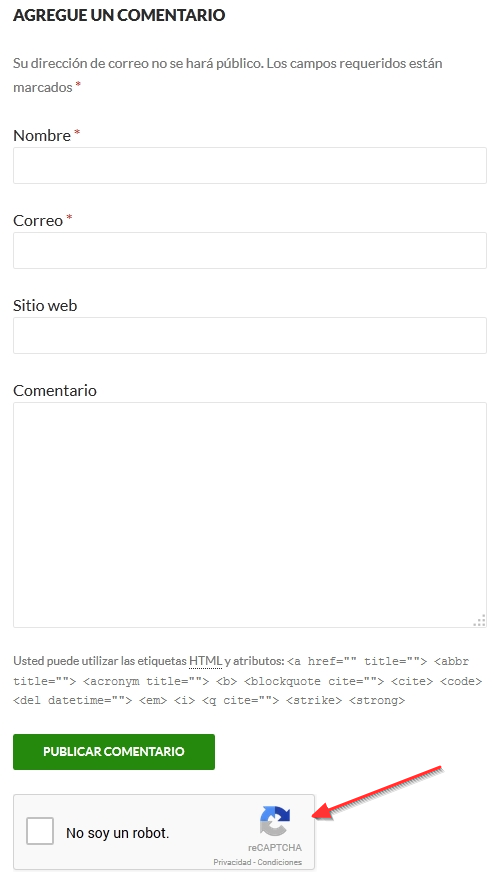 AGREGUE UN COMENTARIO
Su dirección de correo no se hará público. Los campos requeridos están
marcados *
Nombre *
Correo *
Sitio web
Comentario
Usted puede utilizar las etiquetas HTML y atributos: <a href="" title=""> <abbr
title=""> <acronym title=""> <b> <blockquote cite=""> <cite> <code>
<del datetime=""> <em> <i> <q cite=""> <strike> <strong>
PUBLICAR COMENTARIO
No soy un robot.
reCAPTCHA
Privacidad - Condiciones